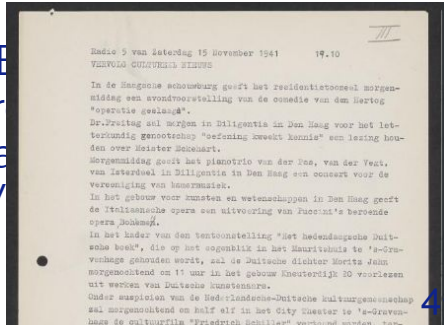 III
Radio 5 van Zaterdag 15 November 1941 19.10
VERVOLG CULTUREEL NIEUWS
In de Haagsche schouwburg geeft het residentietooneel morgen-
middag een avondvoorstelling van de comedie van den Hertog
"operatie geslaagd".
Dr.Freitag zal morgen in Diligentia in Den Haag voor het let-
terkundig genootschap "oefening kweekt kennis" een lezing hou-
den over Meister Eckehart.
Morgenmiddag geeft het pianotrio van der Pas, van der Vegt,
van Isterdael in Diligentia in Den Haag een concert voor de
vereeniging van kamermuziek.
In het gebouw voor kunsten en wetenschappen in Den Haag geeft
de Italiaansche opera een uitvoering van Puccini's beroemde
opera Bohème.
In het kader van den tentoonstelling "Het hedendaagsche Duit-
sche boek", die op het oogenblik in het Mauritshuis te 's-Gra-
venhage gehouden wordt, zal de Duitsche dichter Moritz Jahn
morgenochtend om 11 uur in het gebouw Kneuterdijk 20 voorlezen
uit werken van Duitsche kunstenaars.
Onder auspicien van de Nederlandsche-Duitsche kultuurgemeenschap
zal morgenochtend om half elf in het City Theater te 's-Graven-
hage de cultuurfilm "Friedrich Schiller" vertoond worden
4